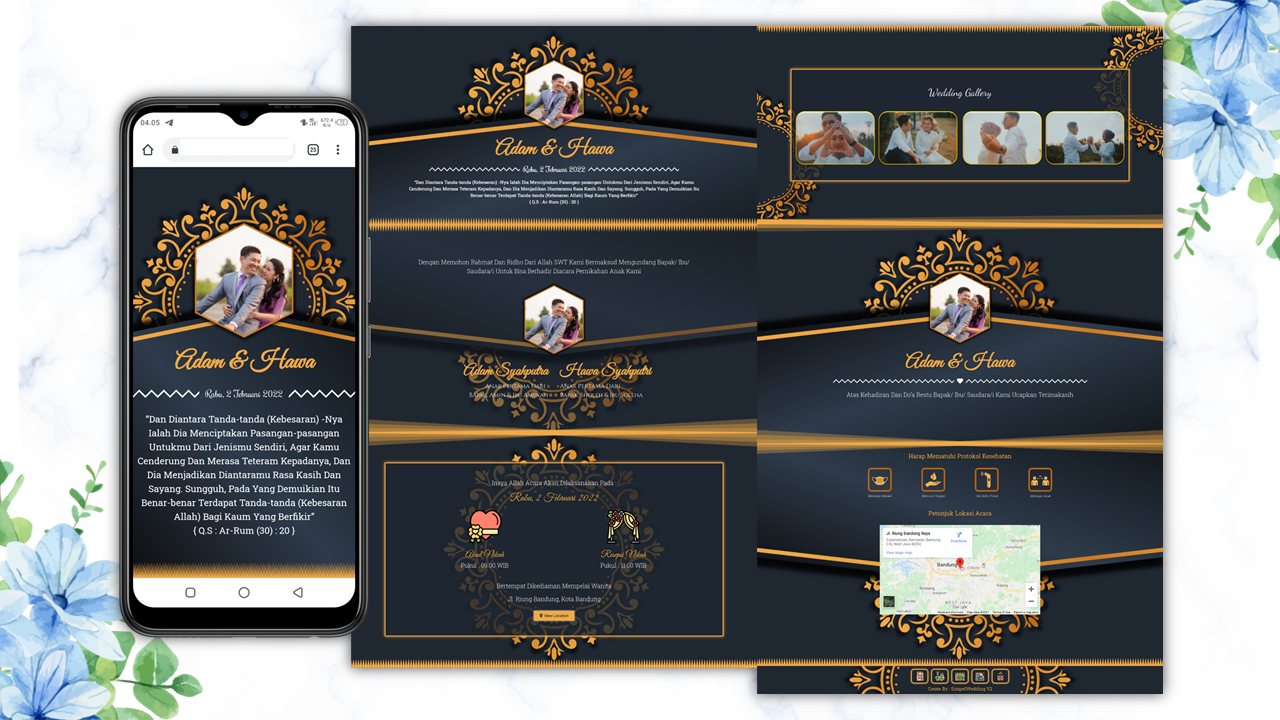 04.05
672,4
K/s
25
Adam & Hawa
Rabu, 2 Februari 2022
"Dan Diantara Tanda-tanda (Kebesaran) -Nya
Ialah Dia Menciptakan Pasangan-pasangan
Untukmu Dari Jenismu Sendiri, Agar Kamu
Cenderung Dan Merasa Teteram Kepadanya, Dan
Dia Menjadikan Diantaramu Rasa Kasih Dan
Sayang. Sungguh, Pada Yang Demuikian Itu
Benar-benar Terdapat Tanda-tanda (Kebesaran
Allah) Bagi Kaum Yang Berfikir"
{ Q.S : Ar-Rum (30) : 20 }
Adam & Hawa
Rabu, 2 Februari 2022
"Dan Diantara Tanda-tanda (Kebesaran) -Nya Ialah Dia Menciptakan Pasangan-pasangan Untukmu Dari Jenismu Sendiri, Agar Kamu
Cenderung Dan Merasa Teteram Kepadanya, Dan Dia Menjadikan Diantaramu Rasa Kasih Dan Sayang. Sungguh, Pada Yang Demuikian Itu
Benar-benar Terdapat Tanda-tanda (Kebesaran Allah) Bagi Kaum Yang Berfikir"
{ Q.S : Ar-Rum (30) : 20 }
Dengan Memohon Rahmat Dan Ridho Dari Allah SWT Kami Bermaksud Mengundang Bapak/ Ibu/
Saudara/i Untuk Bisa Berhadir Diacara Pernikahan Anak Kami
Adam Syahputra Hawa Syahputri
Anak Pertama Dari : Anak Pertama Dari :
Bapak Amin & Ibu Aminah Bapak Sholeh & Ibu Solcha
Insya Allah Acara Akan Dilaksanakan Pada
Rabu, 2 Februari 2022
Akad Nikah Resepsi Nikah
Pukul : 09.00 WIB Pukul : 11.00 WIB
Bertempat Dikediaman Mempelai Wanita
Jl. Riung Bandung, Kota Bandung
View Location
Wedding Gallery
Adam & Hawa
Atas Kehadiran Dan Do'a Restu Bapak/ Ibu/ Saudara/i Kami Ucapkan Terimakasih
Harap Mematuhi Protokol Kesehatan
Petunjuk Lokasi Acara
Jl. Riung Bandung Raya
Directions
View larger map
Bandung
WEST JAVA
Google
Create By : SimpelWedding V2